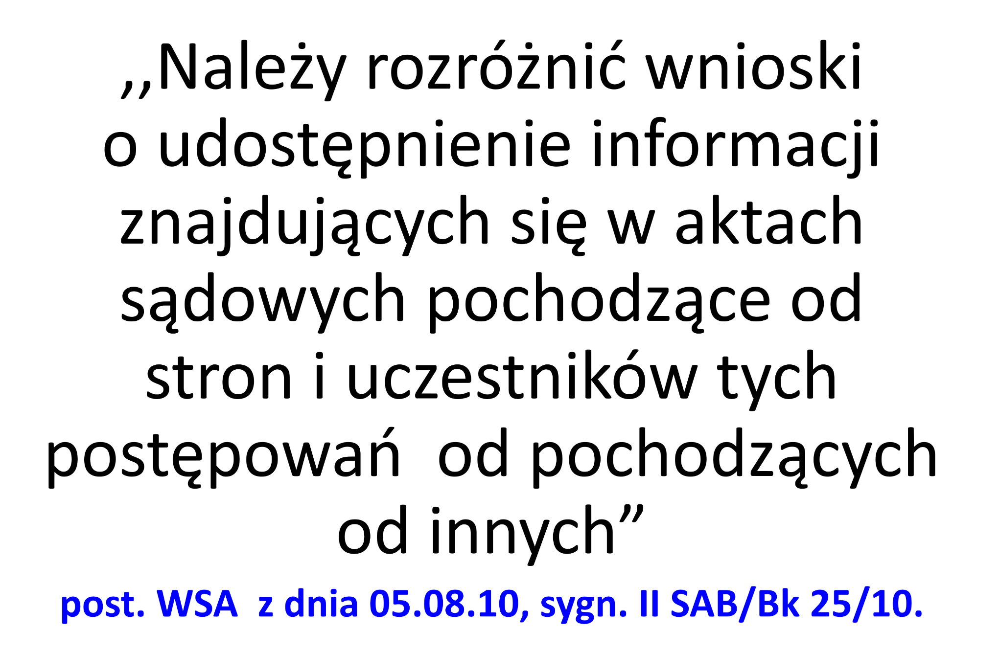 ,,Należy rozróżnić wnioski
o udostępnienie informacji
znajdujących się w aktach
sądowych pochodzące od
stron i uczestników tych
postępowań  od pochodzących
od innych”
post. WSA  z dnia 05.08.10, sygn. II SAB/Bk 25/10.